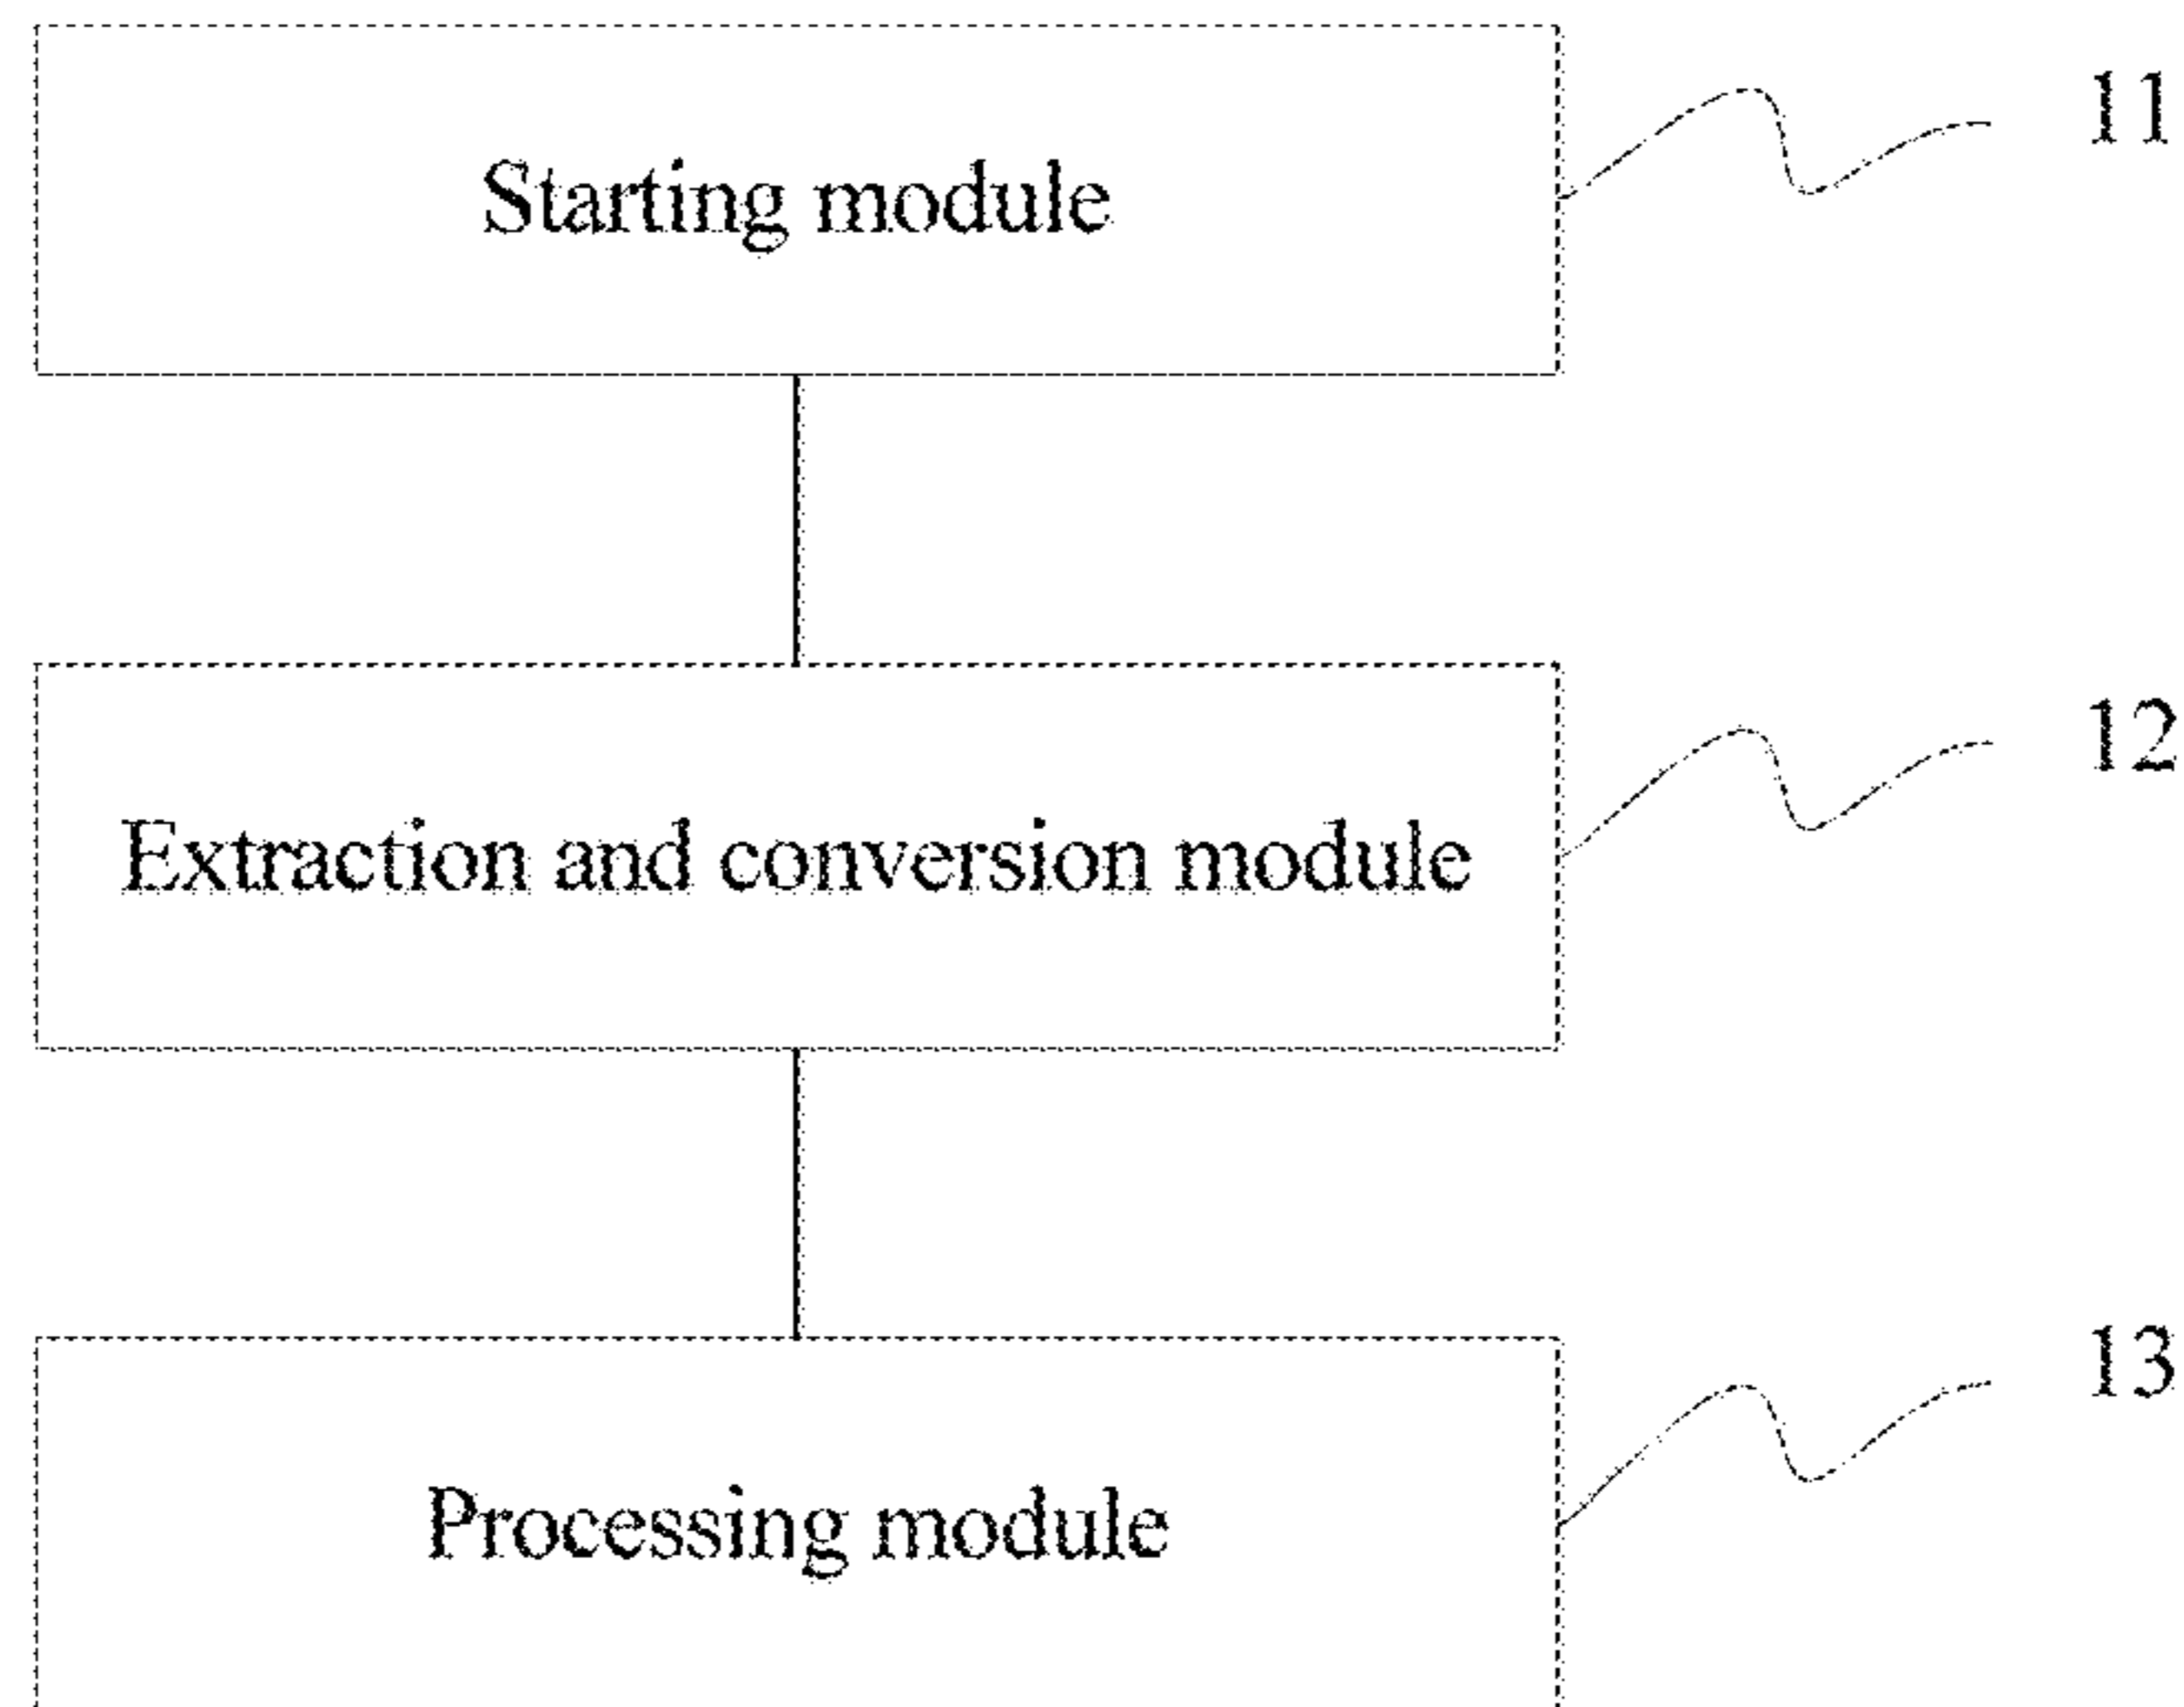 Starting module
11
Extraction and conversion module
12
Processing module
13